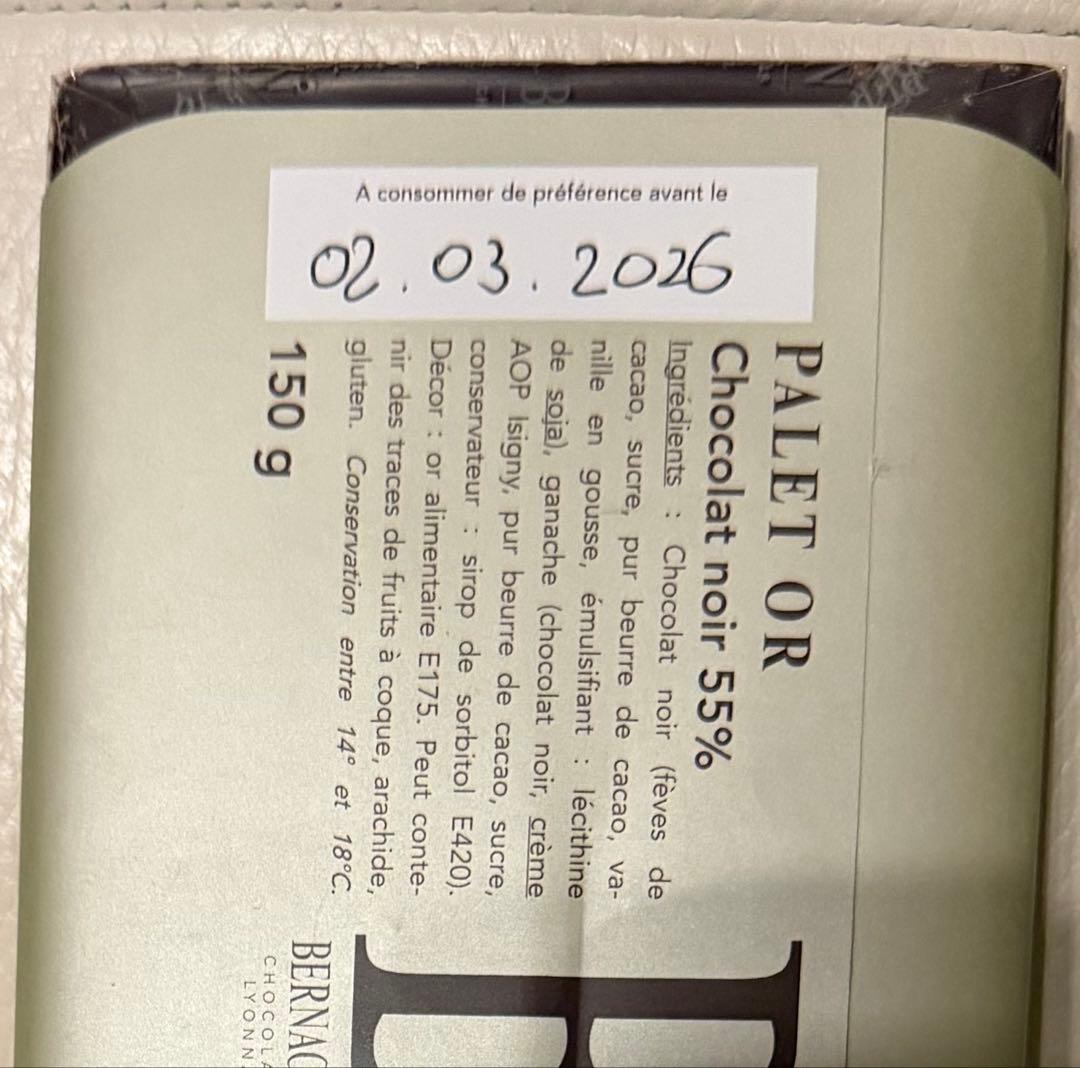 À consommer de préférence avant le
02.03.2026
PALET OR
Chocolat noir 55%
Ingrédients : Chocolat noir (fèves de
cacao, sucre, pur beurre de cacao, va-
nille en gousse, émulsifiant : lécithine
de soja), ganache (chocolat noir, crème
AOP Isigny, pur beurre de cacao, sucre,
conservateur : sirop de sorbitol E420).
Décor : or alimentaire E175. Peut conte-
nir des traces de fruits à coque, arachide,
gluten. Conservation entre 14° et 18°C.
150 g